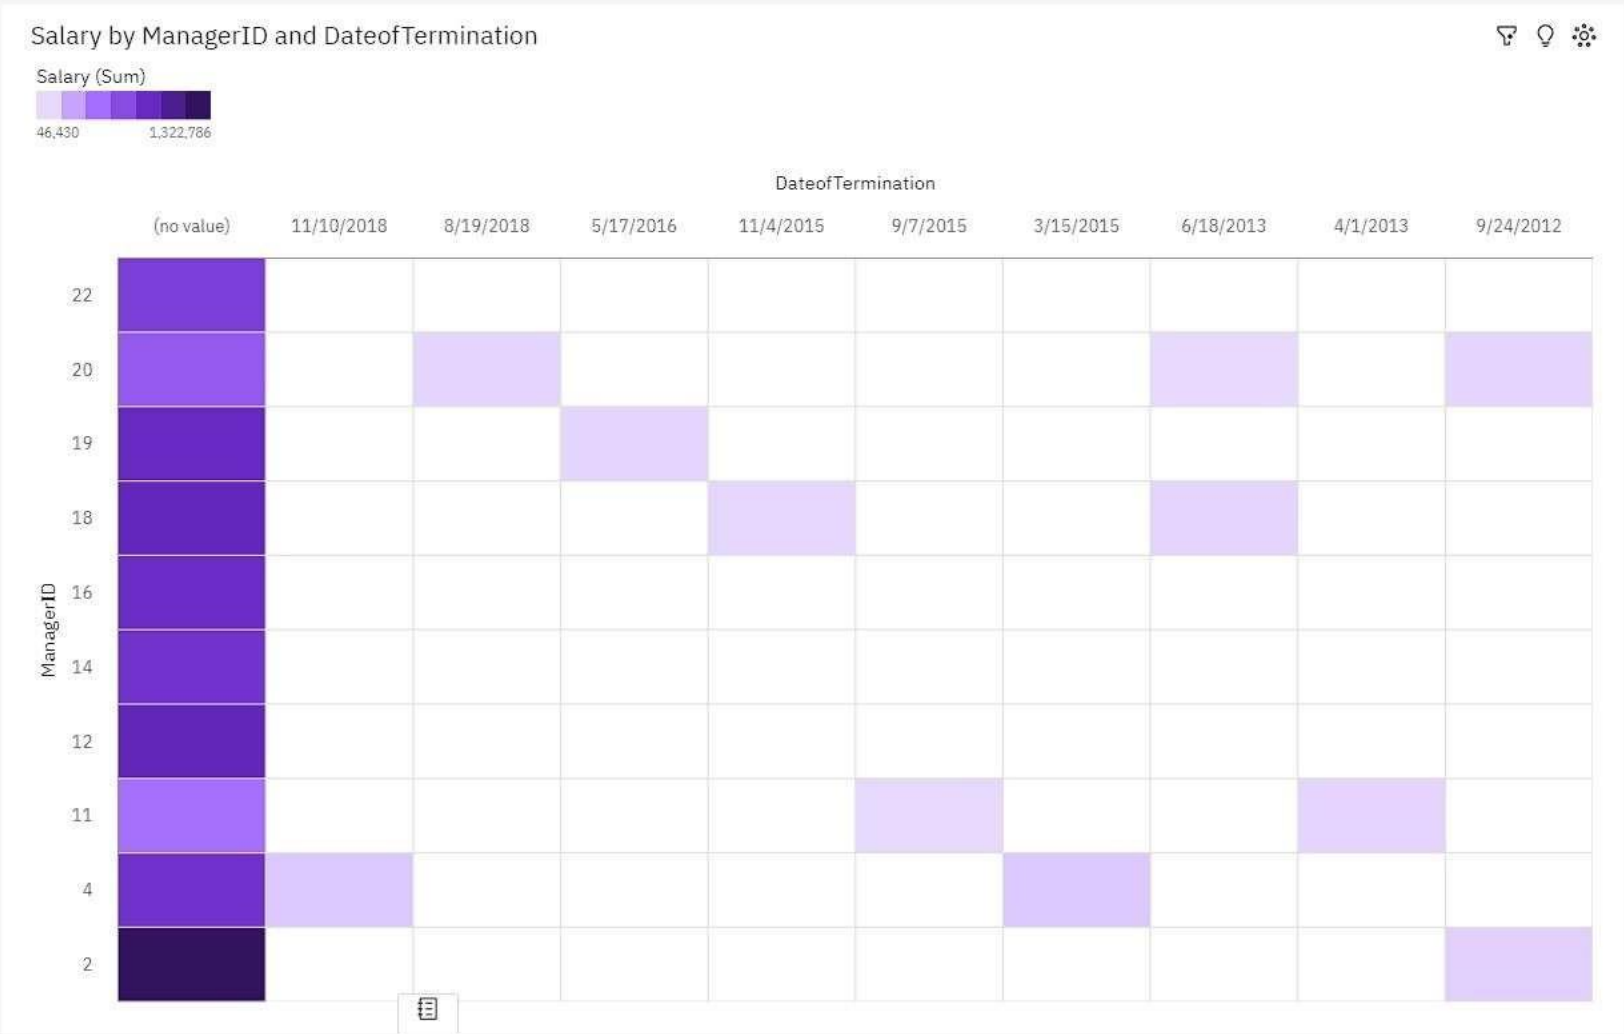 Salary by ManagerID and DateofTermination
Salary (Sum)
46,430 1,322,786
DateofTermination
(no value) 11/10/2018 8/19/2018 5/17/2016 11/4/2015 9/7/2015 3/15/2015 6/18/2013 4/1/2013 9/24/2012
ManagerID
22
20
19
18
16
14
12
11
4
2